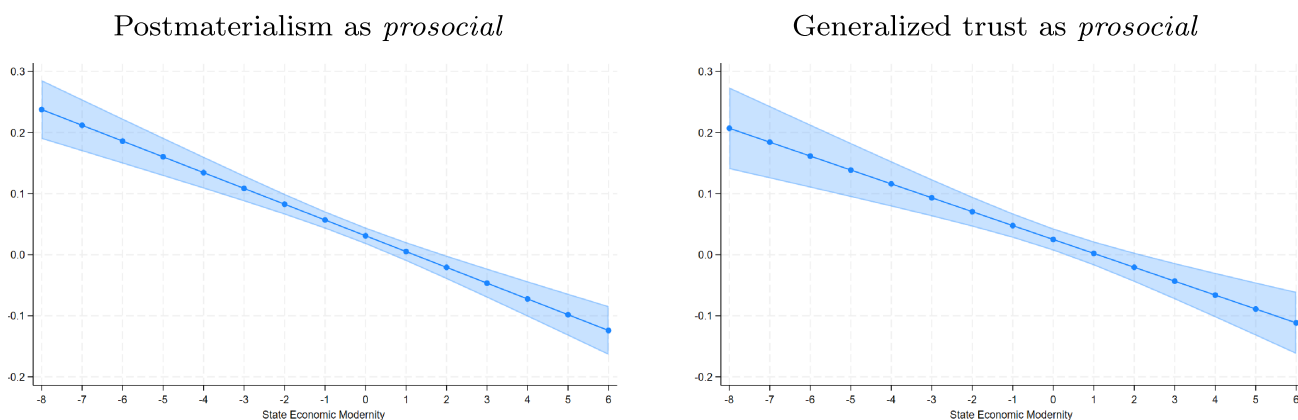 Postmaterialism as prosocial
0.3
0.2
0.1
0.0
-0.1
-0.2
-8 -7 -6 -5 -4 -3 -2 -1 0 1 2 3 4 5 6
State Economic Modernity
Generalized trust as prosocial
0.3
0.2
0.1
0.0
-0.1
-0.2
-8 -7 -6 -5 -4 -3 -2 -1 0 1 2 3 4 5 6
State Economic Modernity